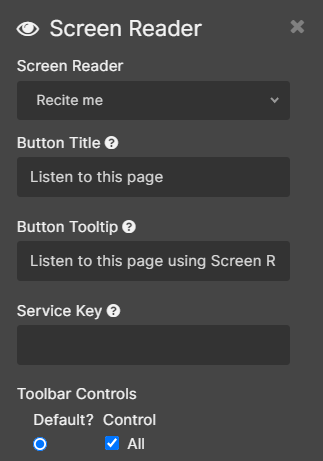 Screen Reader
Screen Reader
Recite me
Button Title
Listen to this page
Button Tooltip
Listen to this page using Screen R
Service Key
Toolbar Controls
Default? Control
All